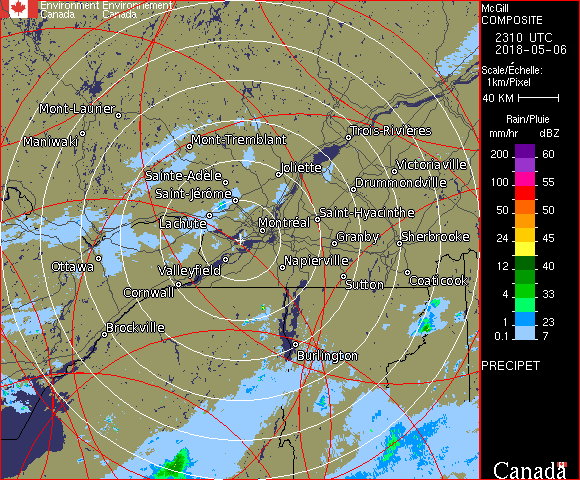 Environment Environnement
Canada Canada
McGill
COMPOSITE
2310 UTC
2018-05-06
Scale/Échelle:
1km/Pixel
40 KM
Rain/Pluie
mm/hr dBZ
200 60
100 55
50 50
24 45
12 40
4 33
1 23
0.1 7
PRECIPET
Mont-Laurier
Maniwaki
Mont-Tremblant
Trois-Rivières
Joliette
Victoriaville
Sainte-Adèle
Drummondville
Saint-Jérôme
Saint-Hyacinthe
Lachute
Montréal
Granby
Sherbrooke
Ottawa
Valleyfield
Napierville
Cornwall
Sutton
Coaticook
Brockville
Burlington
Canada